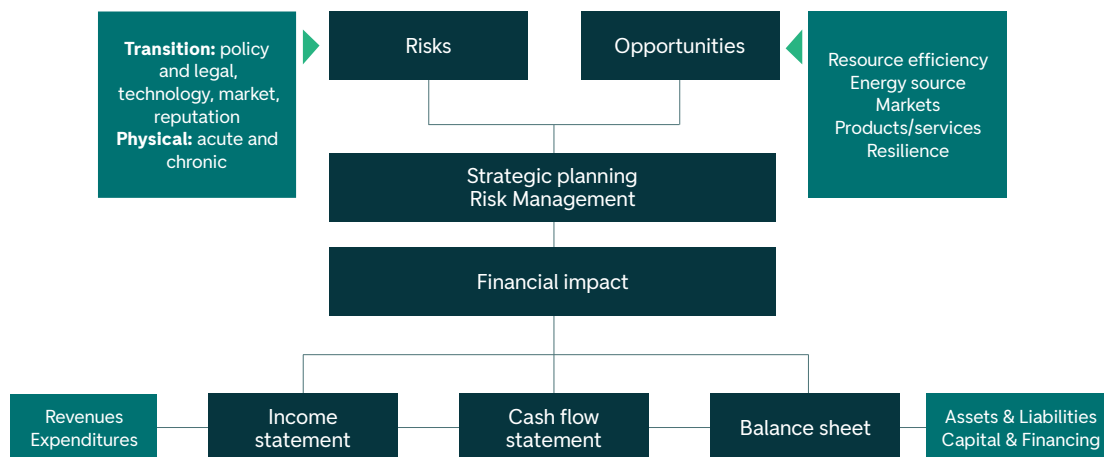 Transition: policy
and legal,
technology, market,
reputation
Physical: acute and
chronic
Risks
Opportunities
Resource efficiency
Energy source
Markets
Products/services
Resilience
Strategic planning
Risk Management
Financial impact
Revenues
Expenditures
Income
statement
Cash flow
statement
Balance sheet
Assets & Liabilities
Capital & Financing